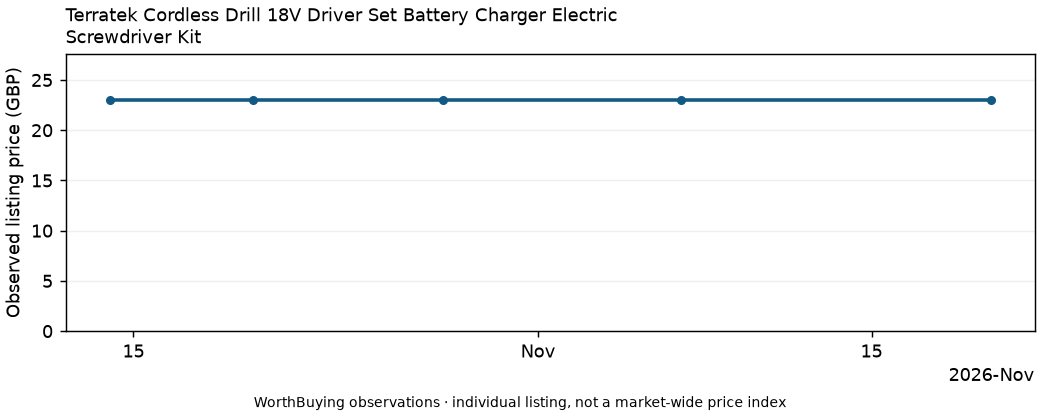 Terratek Cordless Drill 18V Driver Set Battery Charger Electric
Screwdriver Kit
Observed listing price (GBP)
25
20
15
10
5
0
15
Nov
15
2026-Nov
WorthBuying observations · individual listing, not a market-wide price index